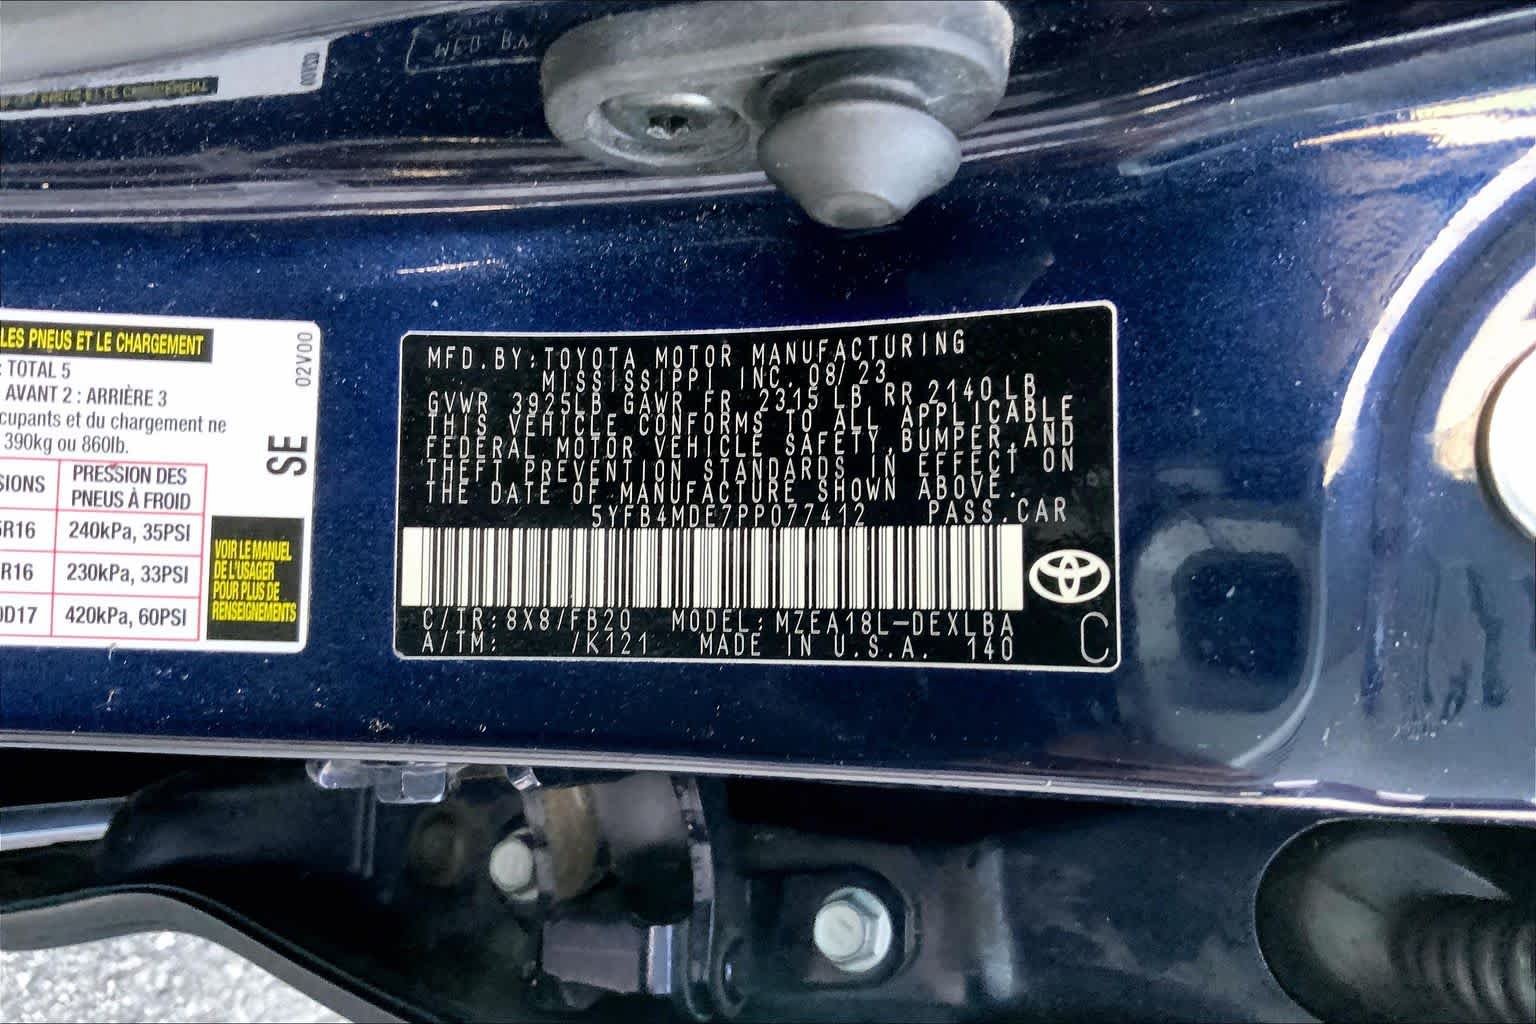 WED
LES PNEUS ET LE CHARGEMENT
: TOTAL 5
AVANT 2 : ARRIÈRE 3
cupants et du chargement ne
390kg ou 860lb.
SIONS PRESSION DES
PNEUS À FROID
R16 240kPa, 35PSI
R16 230kPa, 33PSI
0D17 420kPa, 60PSI
02V00
SE
VOIR LE MANUEL
DE L'USAGER
POUR PLUS DE
RENSEIGNEMENTS
MFD.BY:TOYOTA MOTOR MANUFACTURING
MISSISSIPPI INC. 08/23
GVWR 3925LB GAWR FR 2315 LB RR 2140 LB
THIS VEHICLE CONFORMS TO ALL APPLICABLE
FEDERAL MOTOR VEHICLE SAFETY,BUMPER,AND
THEFT PREVENTION STANDARDS IN EFFECT ON
THE DATE OF MANUFACTURE SHOWN ABOVE.
5YFB4MDE7PP077412 PASS.CAR
C/TR:8X8/FB20 MODEL:MZEA18L-DEXLBA
A/TM: /K121 MADE IN U.S.A. 140
C